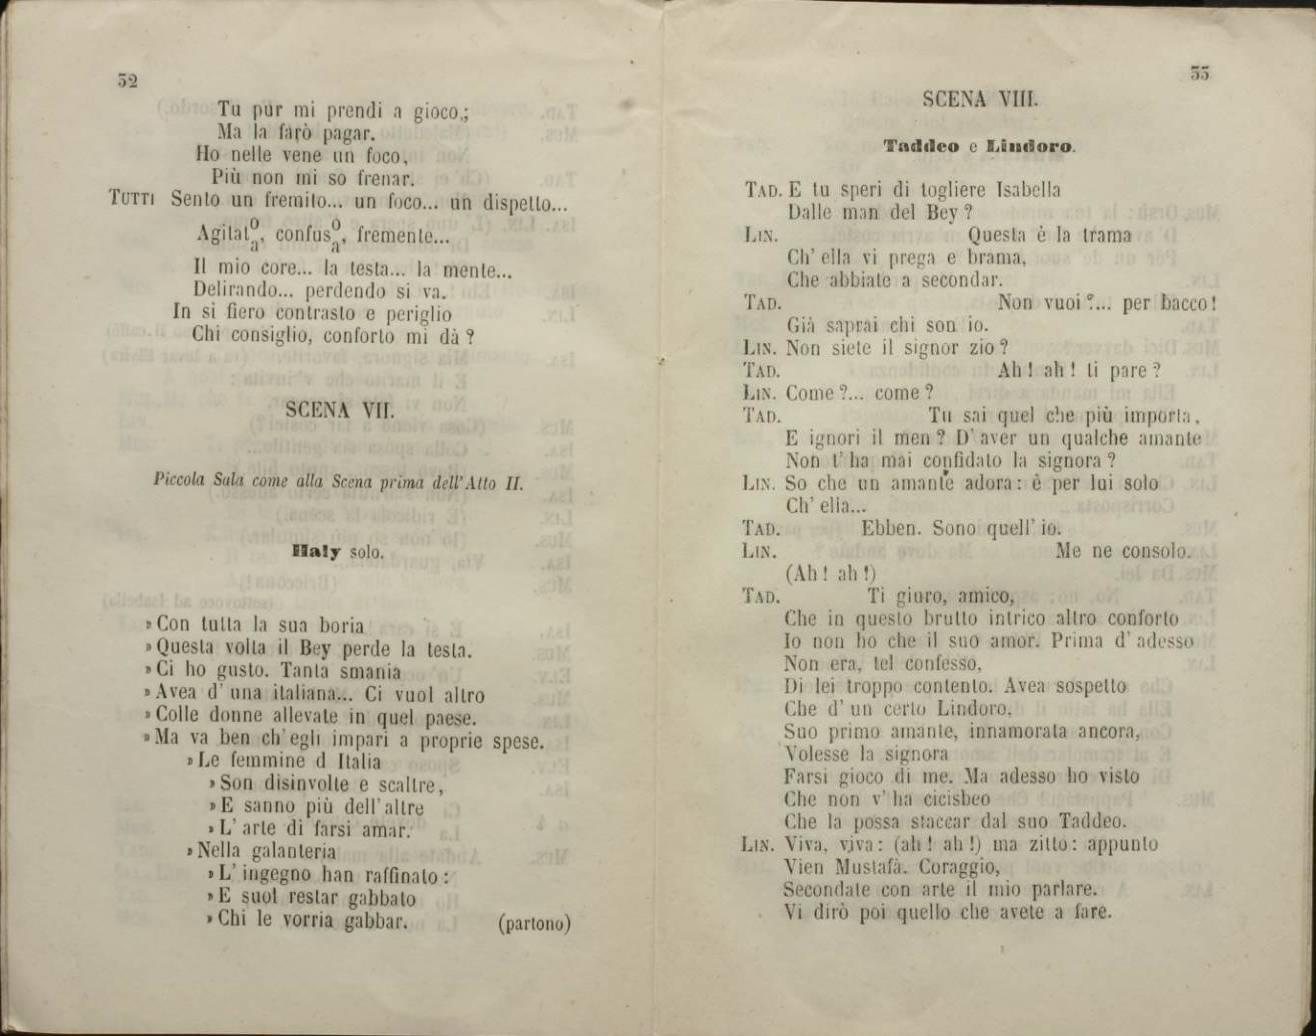 32
Tu pur mi prendi a gioco;
Ma la farò pagar.
Ho nelle vene un foco,
Più non mi so frenar.
TUTTI Sento un fremito... un foco... un dispetto...
Agitat o/a, confus o/a, fremente...
Il mio core... la testa... la mente...
Delirando... perdendo si va.
In si fiero contrasto e periglio
Chi consiglio, conforto mi dà?
SCENA VII.
Piccola Sala come alla Scena prima dell'Atto II.
Haly solo.
»Con tutta la sua boria
»Questa volta il Bey perde la testa.
»Ci ho gusto. Tanta smania
»Avea d'una italiana... Ci vuol altro
»Colle donne allevate in quel paese.
»Ma va ben ch'egli impari a proprie spese.
»Le femmine d Italia
»Son disinvolte e scaltre,
»E sanno più dell'altre
»L'arte di farsi amar.
»Nella galanteria
»L'ingegno han raffinato:
»E suol restar gabbato
»Chi le vorria gabbar. (partono)
33
SCENA VIII.
Taddeo e Lindoro.
TAD. E tu speri di togliere Isabella
Dalle man del Bey?
LIN. Questa è la trama
Ch'ella vi prega e brama,
Che abbiate a secondar.
TAD. Non vuoi?... per bacco!
Già saprai chi son io.
LIN. Non siete il signor zio?
TAD. Ah! ah! ti pare?
LIN. Come?... come?
TAD. Tu sai quel che più importa,
E ignori il men? D'aver un qualche amante
Non t'ha mai confidato la signora?
LIN. So che un amante adora: è per lui solo
Ch'ella...
TAD. Ebben. Sono quell'io.
LIN. Me ne consolo.
(Ah! ah!)
TAD. Ti giuro, amico,
Che in questo brutto intrico altro conforto
Io non ho che il suo amor. Prima d'adesso
Non era, tel confesso,
Di lei troppo contento. Avea sospetto
Che d'un certo Lindoro,
Suo primo amante, innamorata ancora,
Volesse la signora
Farsi gioco di me. Ma adesso ho visto
Che non v'ha cicisbeo
Che la possa staccar dal suo Taddeo.
LIN. Viva, viva: (ah! ah!) ma zitto: appunto
Vien Mustafà. Coraggio,
Secondate con arte il mio parlare.
Vi dirò poi quello che avete a fare.